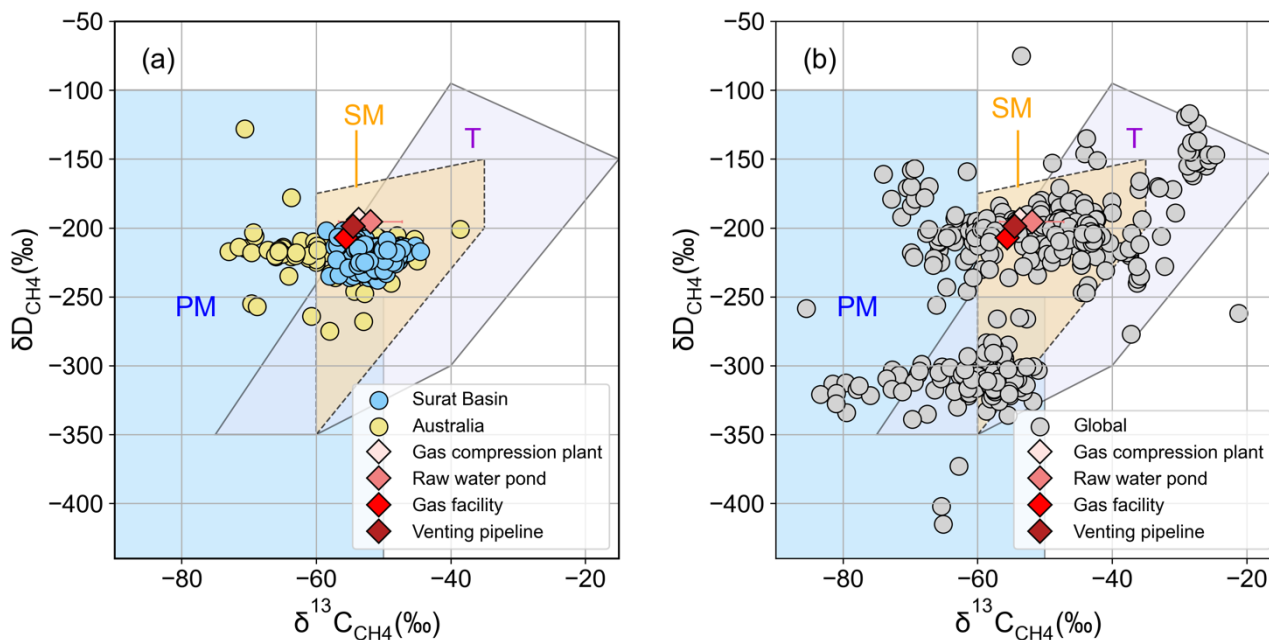 (a)
SM
T
PM
−50
−100
−150
−200
−250
−300
−350
−400
δD_CH4(‰)
Surat Basin
Australia
Gas compression plant
Raw water pond
Gas facility
Venting pipeline
−80
−60
−40
−20
δ¹³C_CH4(‰)
(b)
SM
T
PM
−50
−100
−150
−200
−250
−300
−350
−400
δD_CH4(‰)
Global
Gas compression plant
Raw water pond
Gas facility
Venting pipeline
−80
−60
−40
−20
δ¹³C_CH4(‰)